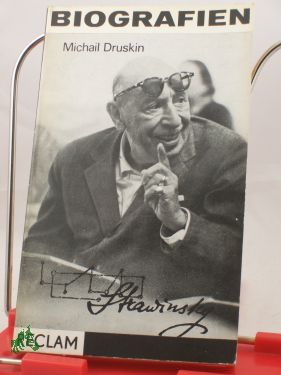 BIOGRAFIEN
Michail Druskin
Strawinsky
CLAM